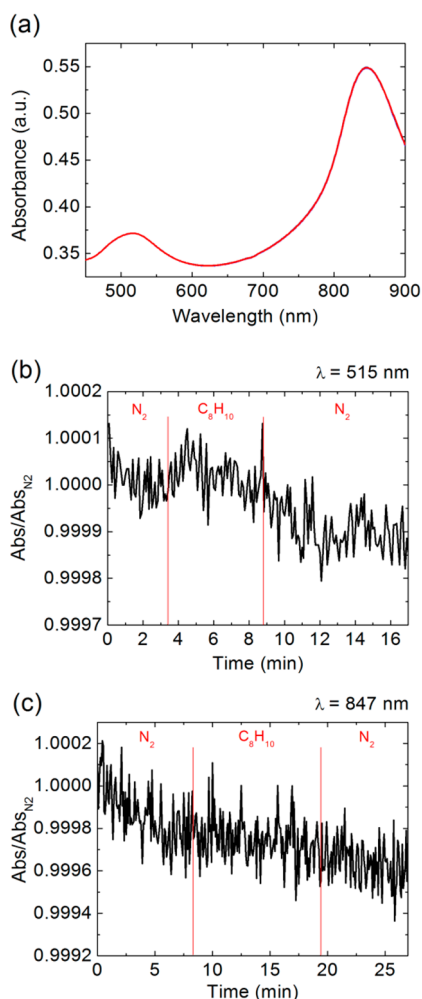 (a)
Absorbance (a.u.)
0.55
0.50
0.45
0.40
0.35
500 600 700 800 900
Wavelength (nm)
(b)
λ = 515 nm
N₂ C₈H₁₀ N₂
Abs/Abs_N2
1.0002
1.0001
1.0000
0.9999
0.9998
0.9997
0 2 4 6 8 10 12 14 16
Time (min)
(c)
λ = 847 nm
N₂ C₈H₁₀ N₂
Abs/Abs_N2
1.0002
1.0000
0.9998
0.9996
0.9994
0.9992
0 5 10 15 20 25
Time (min)